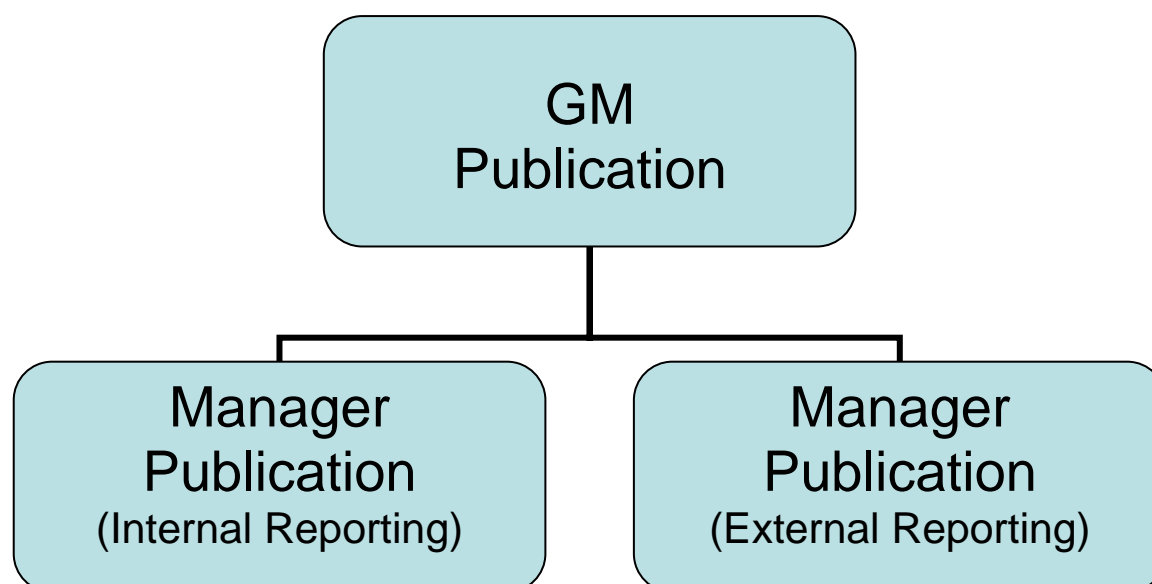 GM
Publication
Manager
Publication
(Internal Reporting)
Manager
Publication
(External Reporting)